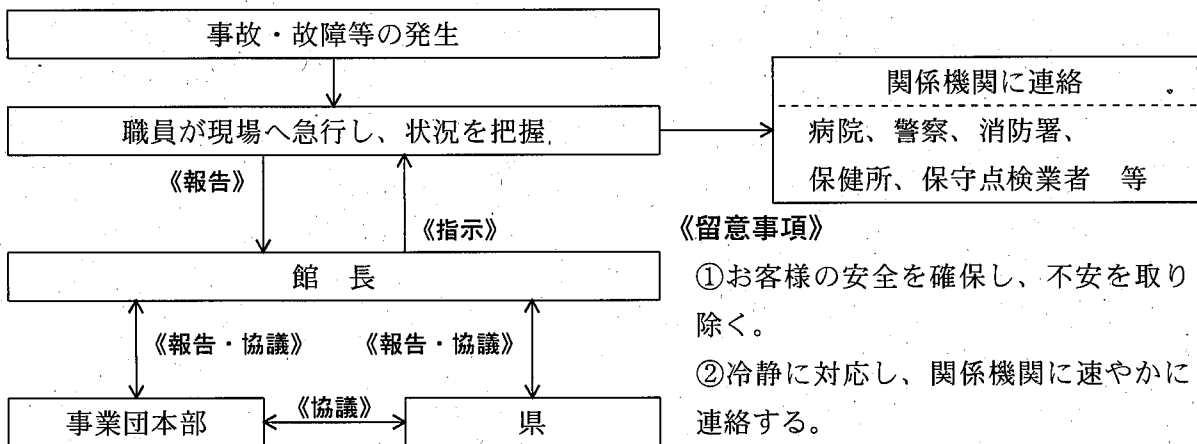 事故・故障等の発生
職員が現場へ急行し、状況を把握
関係機関に連絡
病院、警察、消防署、
保健所、保守点検業者　等
《報告》
《指示》
館　長
《報告・協議》
《報告・協議》
事業団本部
《協議》
県
《留意事項》
①お客様の安全を確保し、不安を取り
除く。
②冷静に対応し、関係機関に速やかに
連絡する。